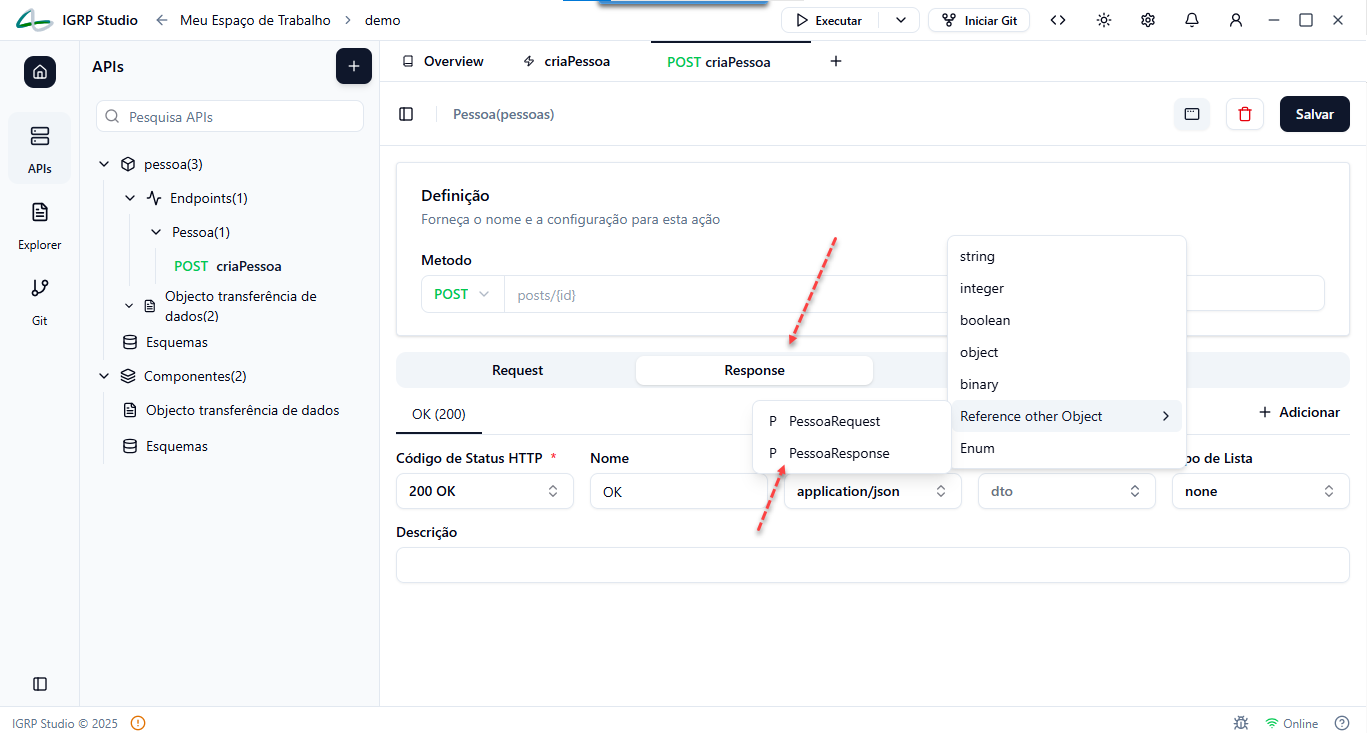 IGRP Studio
Meu Espaço de Trabalho
demo
Executar
Iniciar Git
APIs
Overview
criaPessoa
POST criaPessoa
Pesquisa APIs
Pessoa(pessoas)
Salvar
APIs
Explorer
Git
pessoa(3)
Endpoints(1)
Pessoa(1)
POST criaPessoa
Objecto transferência de
dados(2)
Esquemas
Componentes(2)
Objecto transferência de dados
Esquemas
Definição
Forneça o nome e a configuração para esta ação
Metodo
POST
posts/{id}
string
integer
boolean
object
binary
Reference other Object
Enum
Request
Response
PessoaRequest
PessoaResponse
P
P
OK (200)
Adicionar
Código de Status HTTP *
Nome
po de Lista
200 OK
OK
application/json
dto
none
Descrição
IGRP Studio © 2025
Online